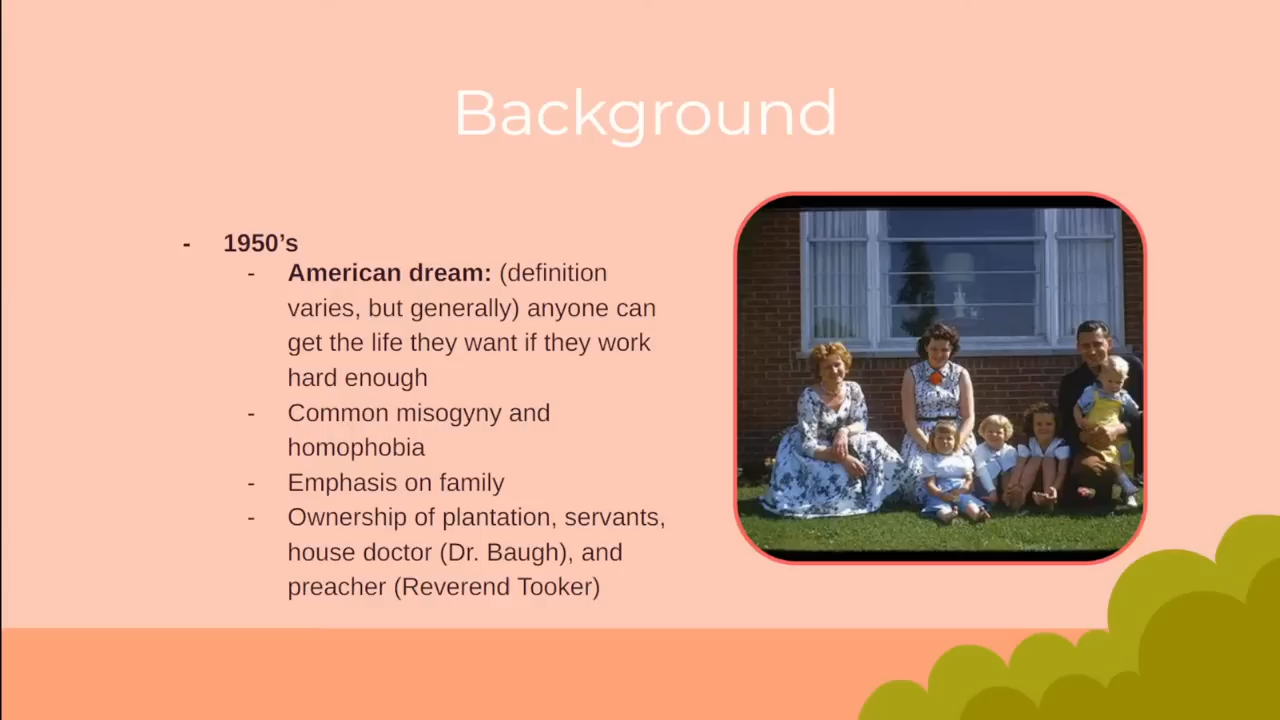 Background
- 1950’s
- American dream: (definition
varies, but generally) anyone can
get the life they want if they work
hard enough
- Common misogyny and
homophobia
- Emphasis on family
- Ownership of plantation, servants,
house doctor (Dr. Baugh), and
preacher (Reverend Tooker)